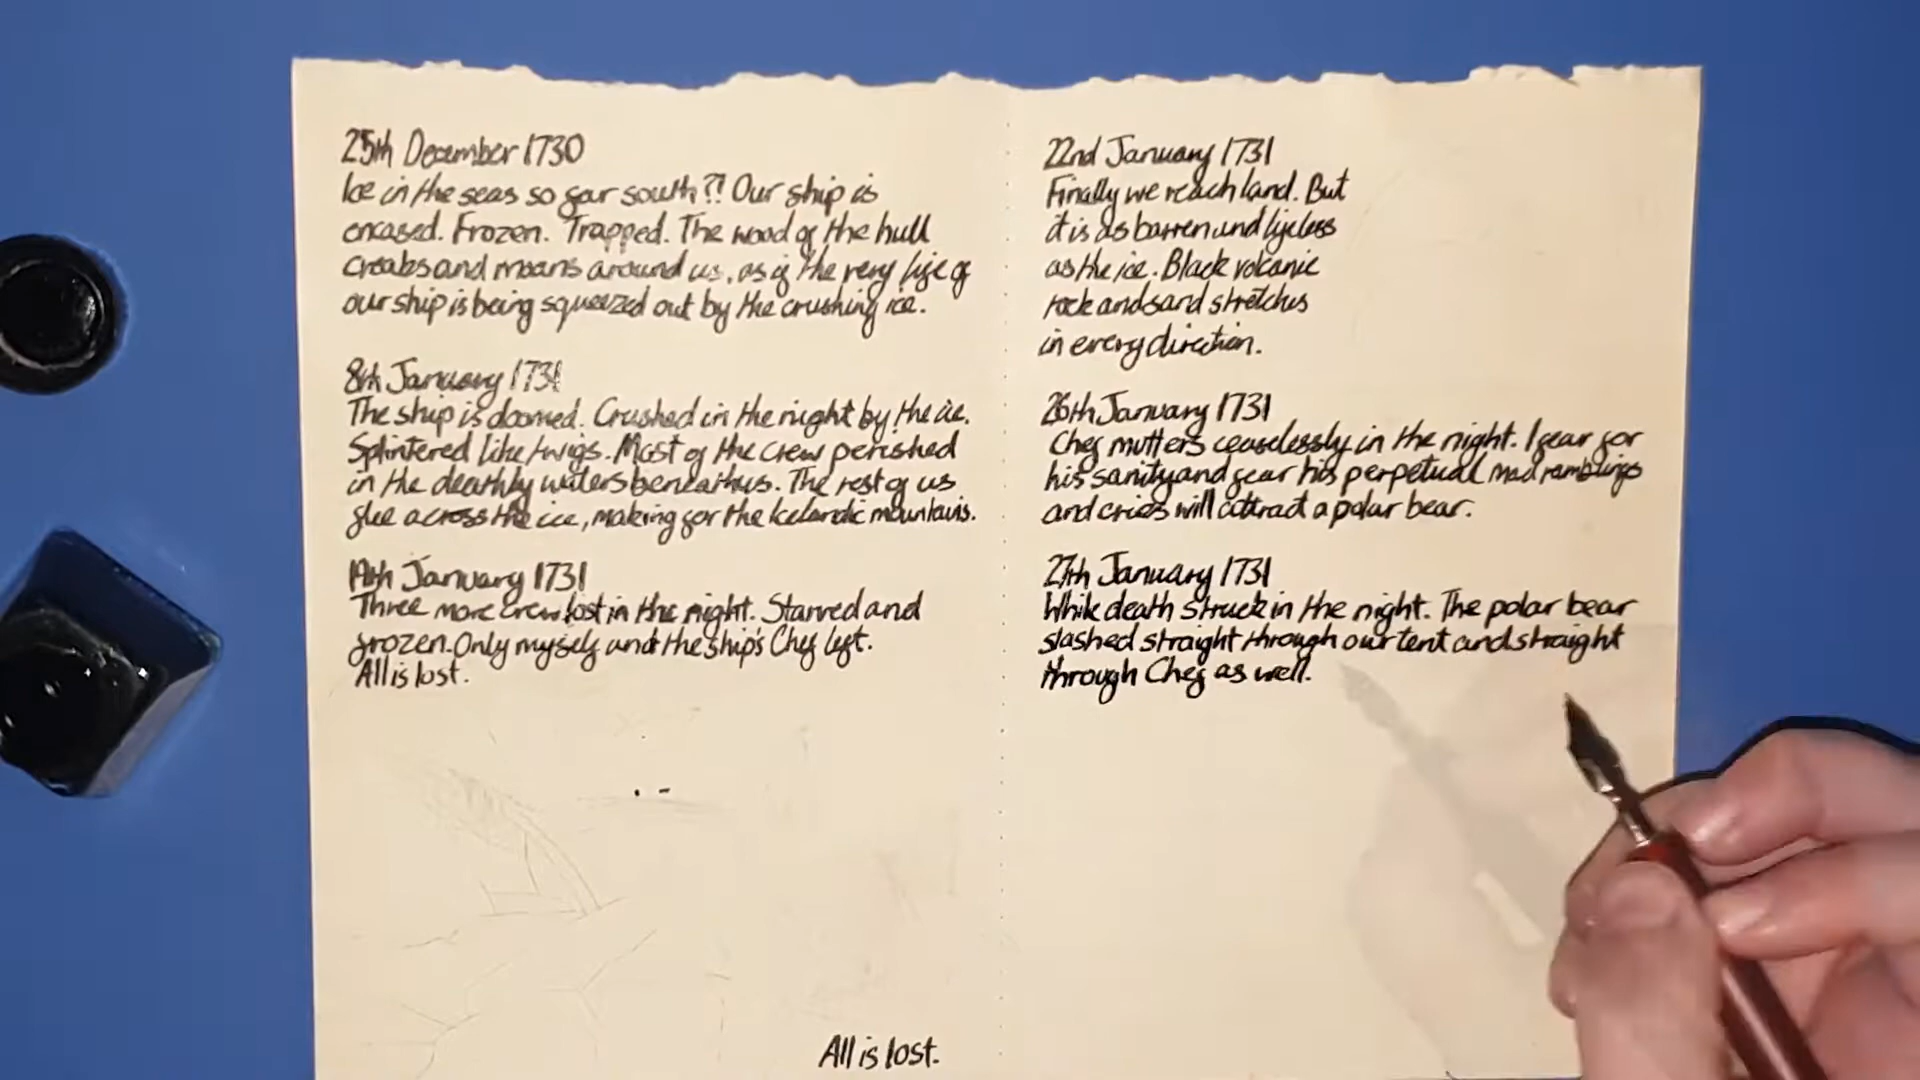 25th December 1730
Ice in the seas so far south?! Our ship is
encased. Frozen. Trapped. The wood of the hull
creaks and moans around us, as if the very life of
our ship is being squeezed out by the crushing ice.
8th January 1731
The ship is doomed. Crushed in the night by the ice.
Splintered like twigs. Most of the crew perished
in the deathly waters beneath us. The rest of us
flee across the ice, making for the Icelandic mountains.
January 1731
Three more crew lost in the night. Starved and
frozen. Only myself and the ship's Chef left.
All is lost.
All is lost.
22nd January 1731
Finally we reach land. But
it is as barren and lifeless
as the ice. Black volcanic
rock and sand stretches
in every direction.
26th January 1731
Chef mutters ceaselessly in the night. I fear for
his sanity and fear his perpetual mad ramblings
and cries will attract a polar bear.
27th January 1731
While death struck in the night. The polar bear
slashed straight through our tent and straight
through Chef as well.